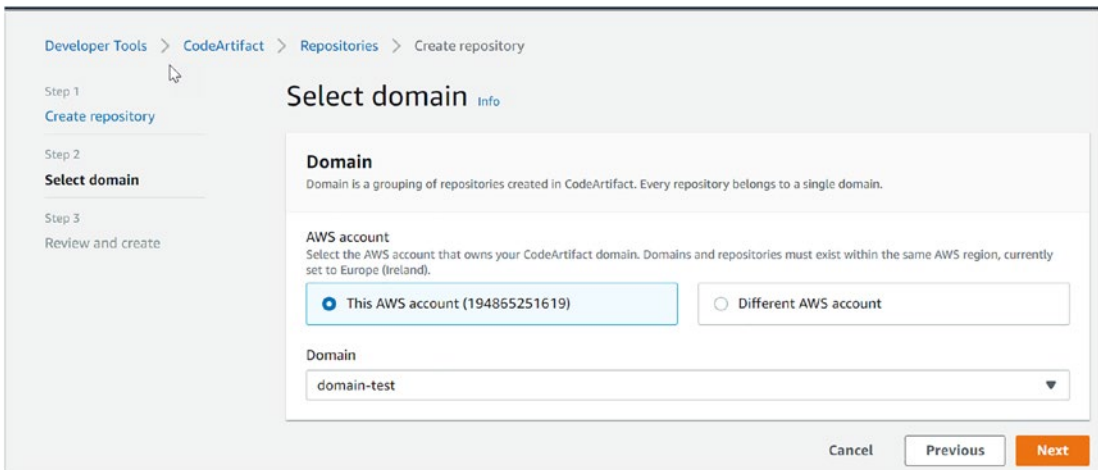 Developer Tools > CodeArtifact > Repositories > Create repository
Step 1
Create repository
Step 2
Select domain
Step 3
Review and create
Select domain Info
Domain
Domain is a grouping of repositories created in CodeArtifact. Every repository belongs to a single domain.
AWS account
Select the AWS account that owns your CodeArtifact domain. Domains and repositories must exist within the same AWS region, currently
set to Europe (Ireland).
This AWS account (194865251619)
Different AWS account
Domain
domain-test
Cancel
Previous
Next